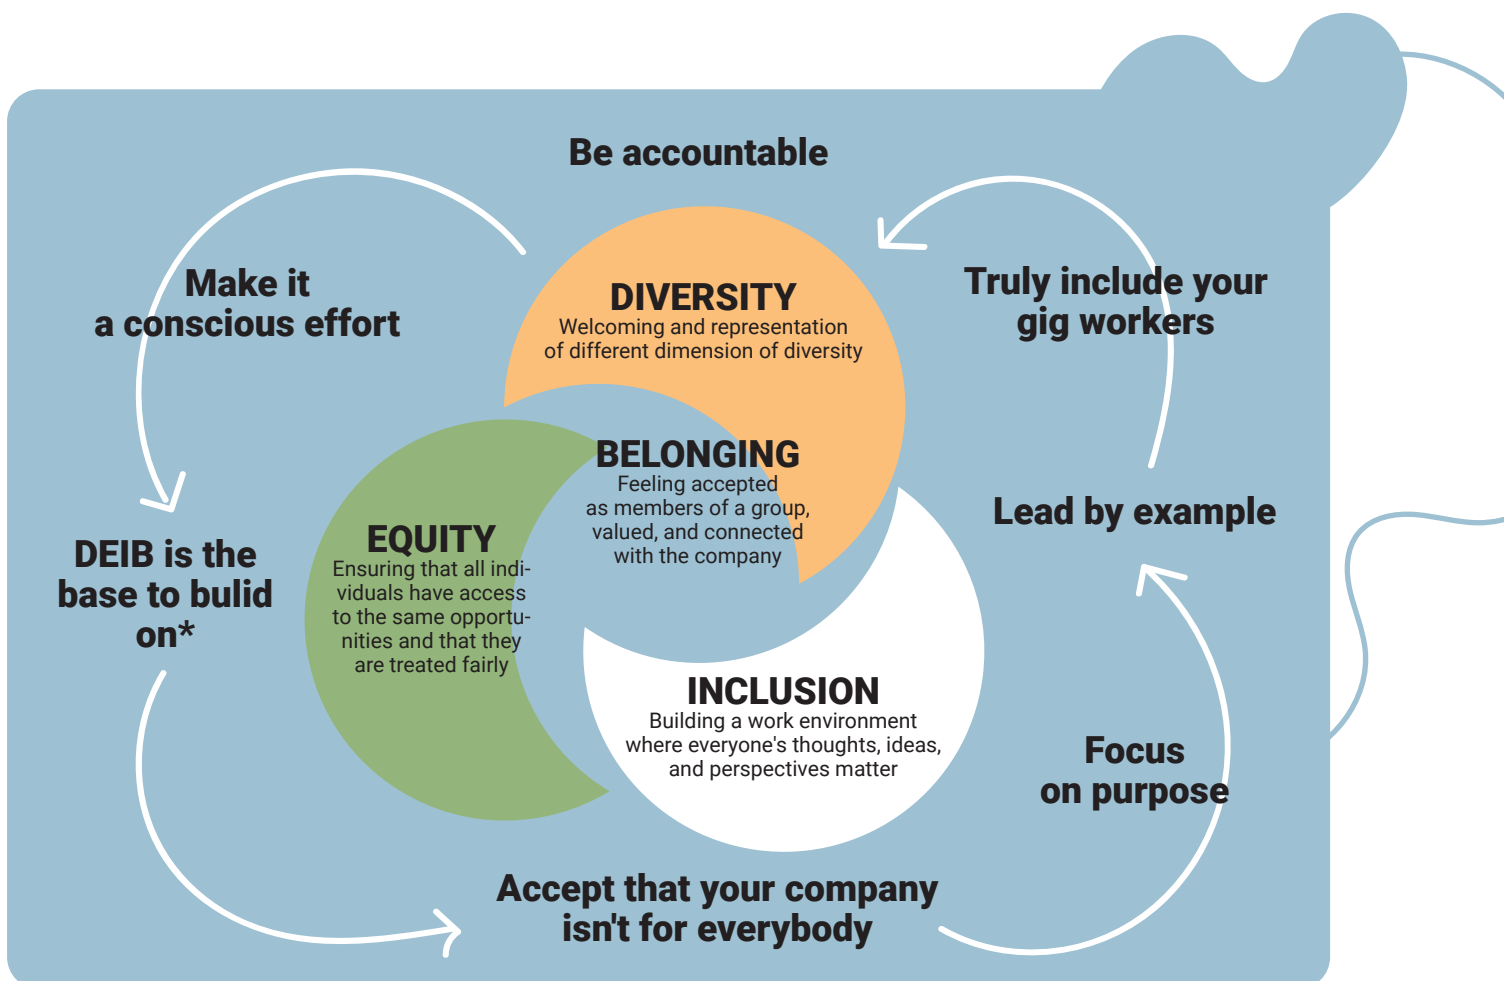 Be accountable
Make it
a conscious effort
Truly include your
gig workers
DIVERSITY
Welcoming and representation
of different dimension of diversity
BELONGING
Feeling accepted
as members of a group,
valued, and connected
with the company
Lead by example
EQUITY
Ensuring that all indi-
viduals have access
to the same opportu-
nities and that they
are treated fairly
DEIB is the
base to bulid
on*
INCLUSION
Building a work environment
where everyone's thoughts, ideas,
and perspectives matter
Focus
on purpose
Accept that your company
isn't for everybody